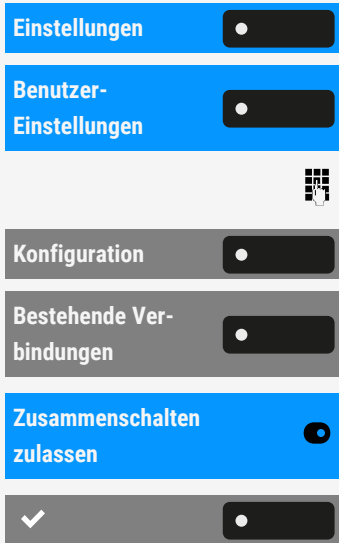 Einstellungen
Benutzer-
Einstellungen
Konfiguration
Bestehende Ver-
bindungen
Zusammenschalten
zulassen